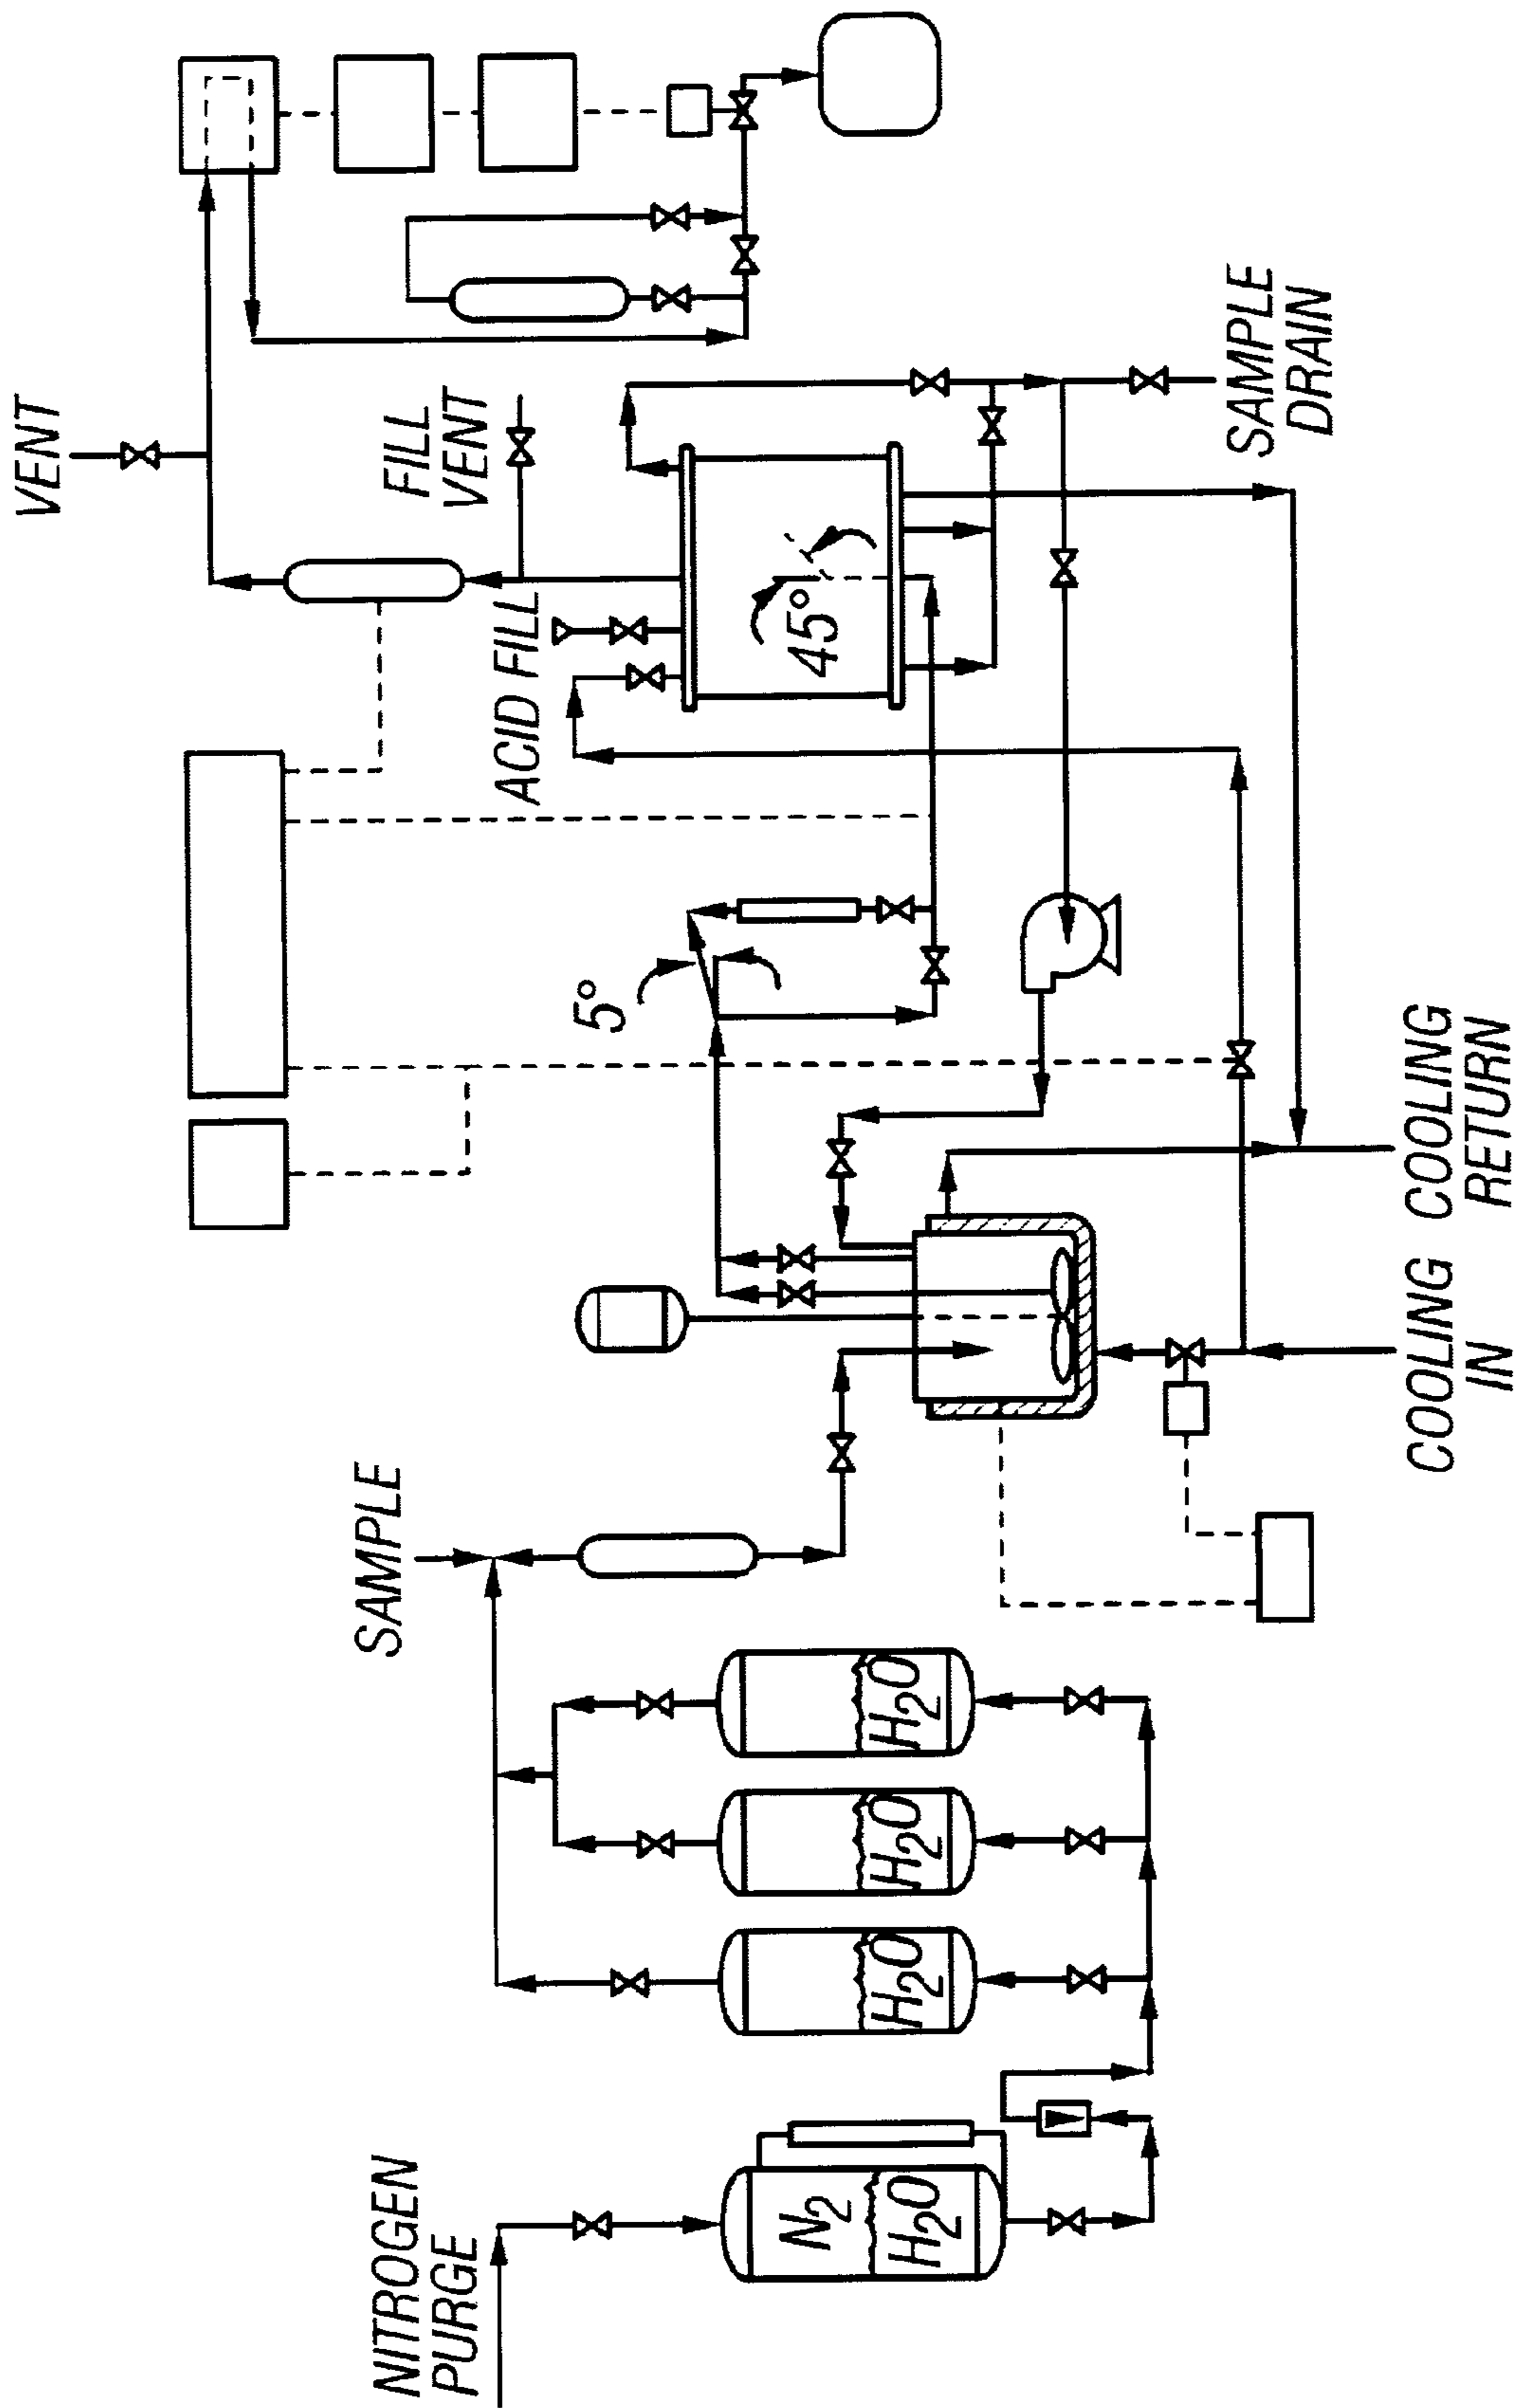 VENT
FILL
VENT
ACID FILL
45°
SAMPLE
DRAIN
5°
COOLING
RETURN
COOLING
IN
SAMPLE
H2O
H2O
H2O
NITROGEN
PURGE
N2
H2O